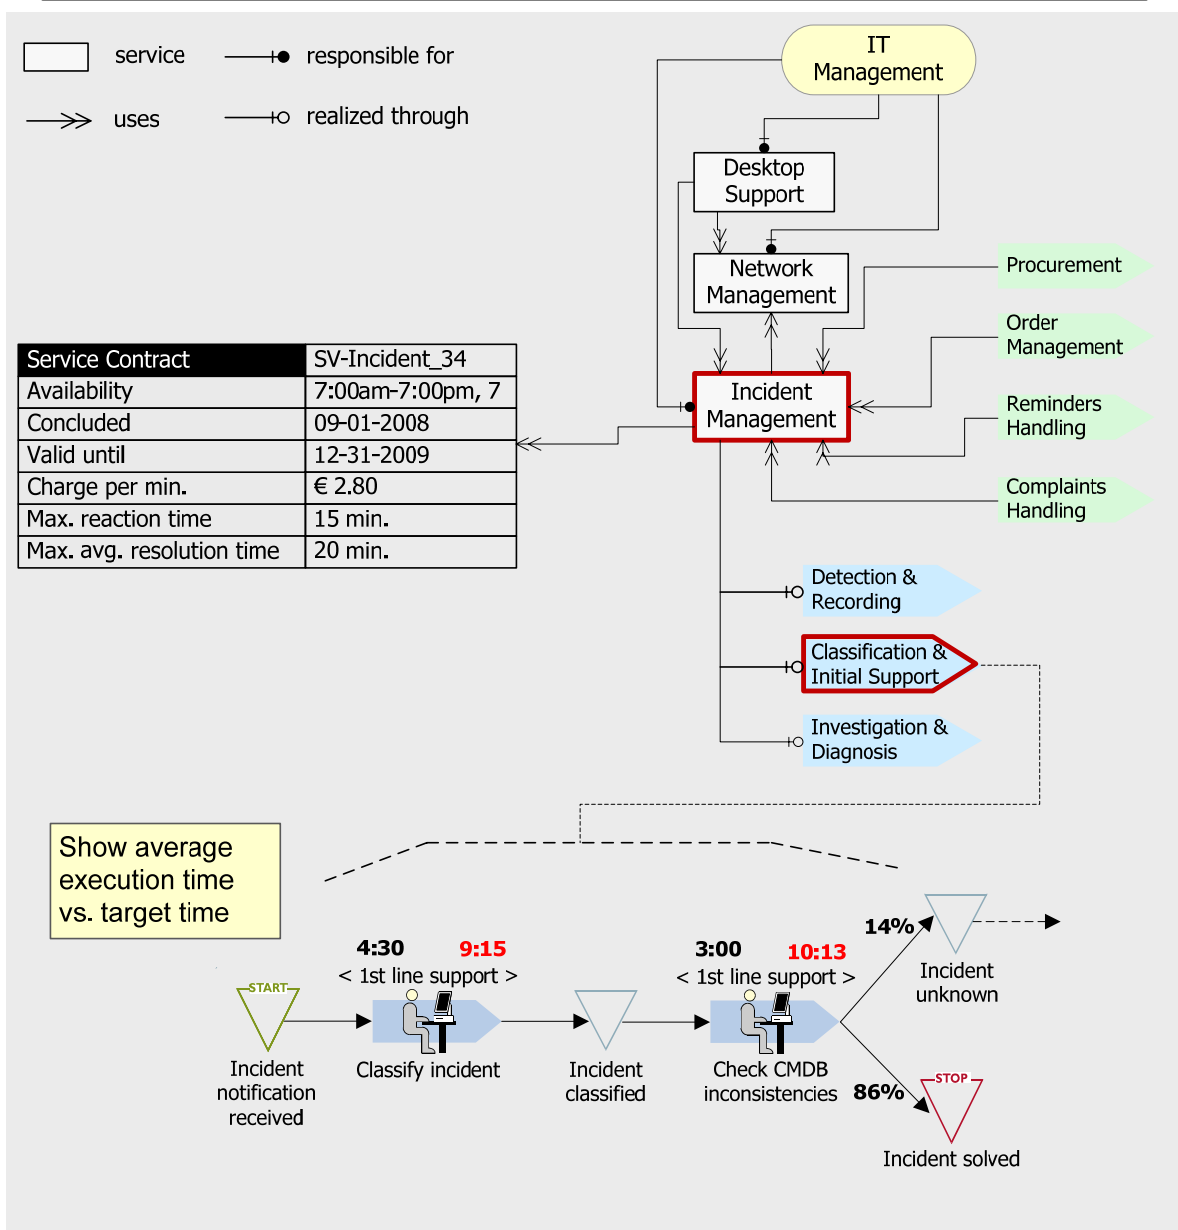 service
responsible for
uses
realized through
IT
Management
Desktop
Support
Network
Management
Procurement
Order
Management
Incident
Management
Reminders
Handling
Complaints
Handling
Service Contract SV-Incident_34
Availability 7:00am-7:00pm, 7
Concluded 09-01-2008
Valid until 12-31-2009
Charge per min. € 2.80
Max. reaction time 15 min.
Max. avg. resolution time 20 min.
Detection &
Recording
Classification &
Initial Support
Investigation &
Diagnosis
Show average
execution time
vs. target time
START
Incident
notification
received
4:30 9:15
< 1st line support >
Classify incident
Incident
classified
3:00 10:13
< 1st line support >
Check CMDB
inconsistencies
14%
Incident
unknown
86%
STOP
Incident solved